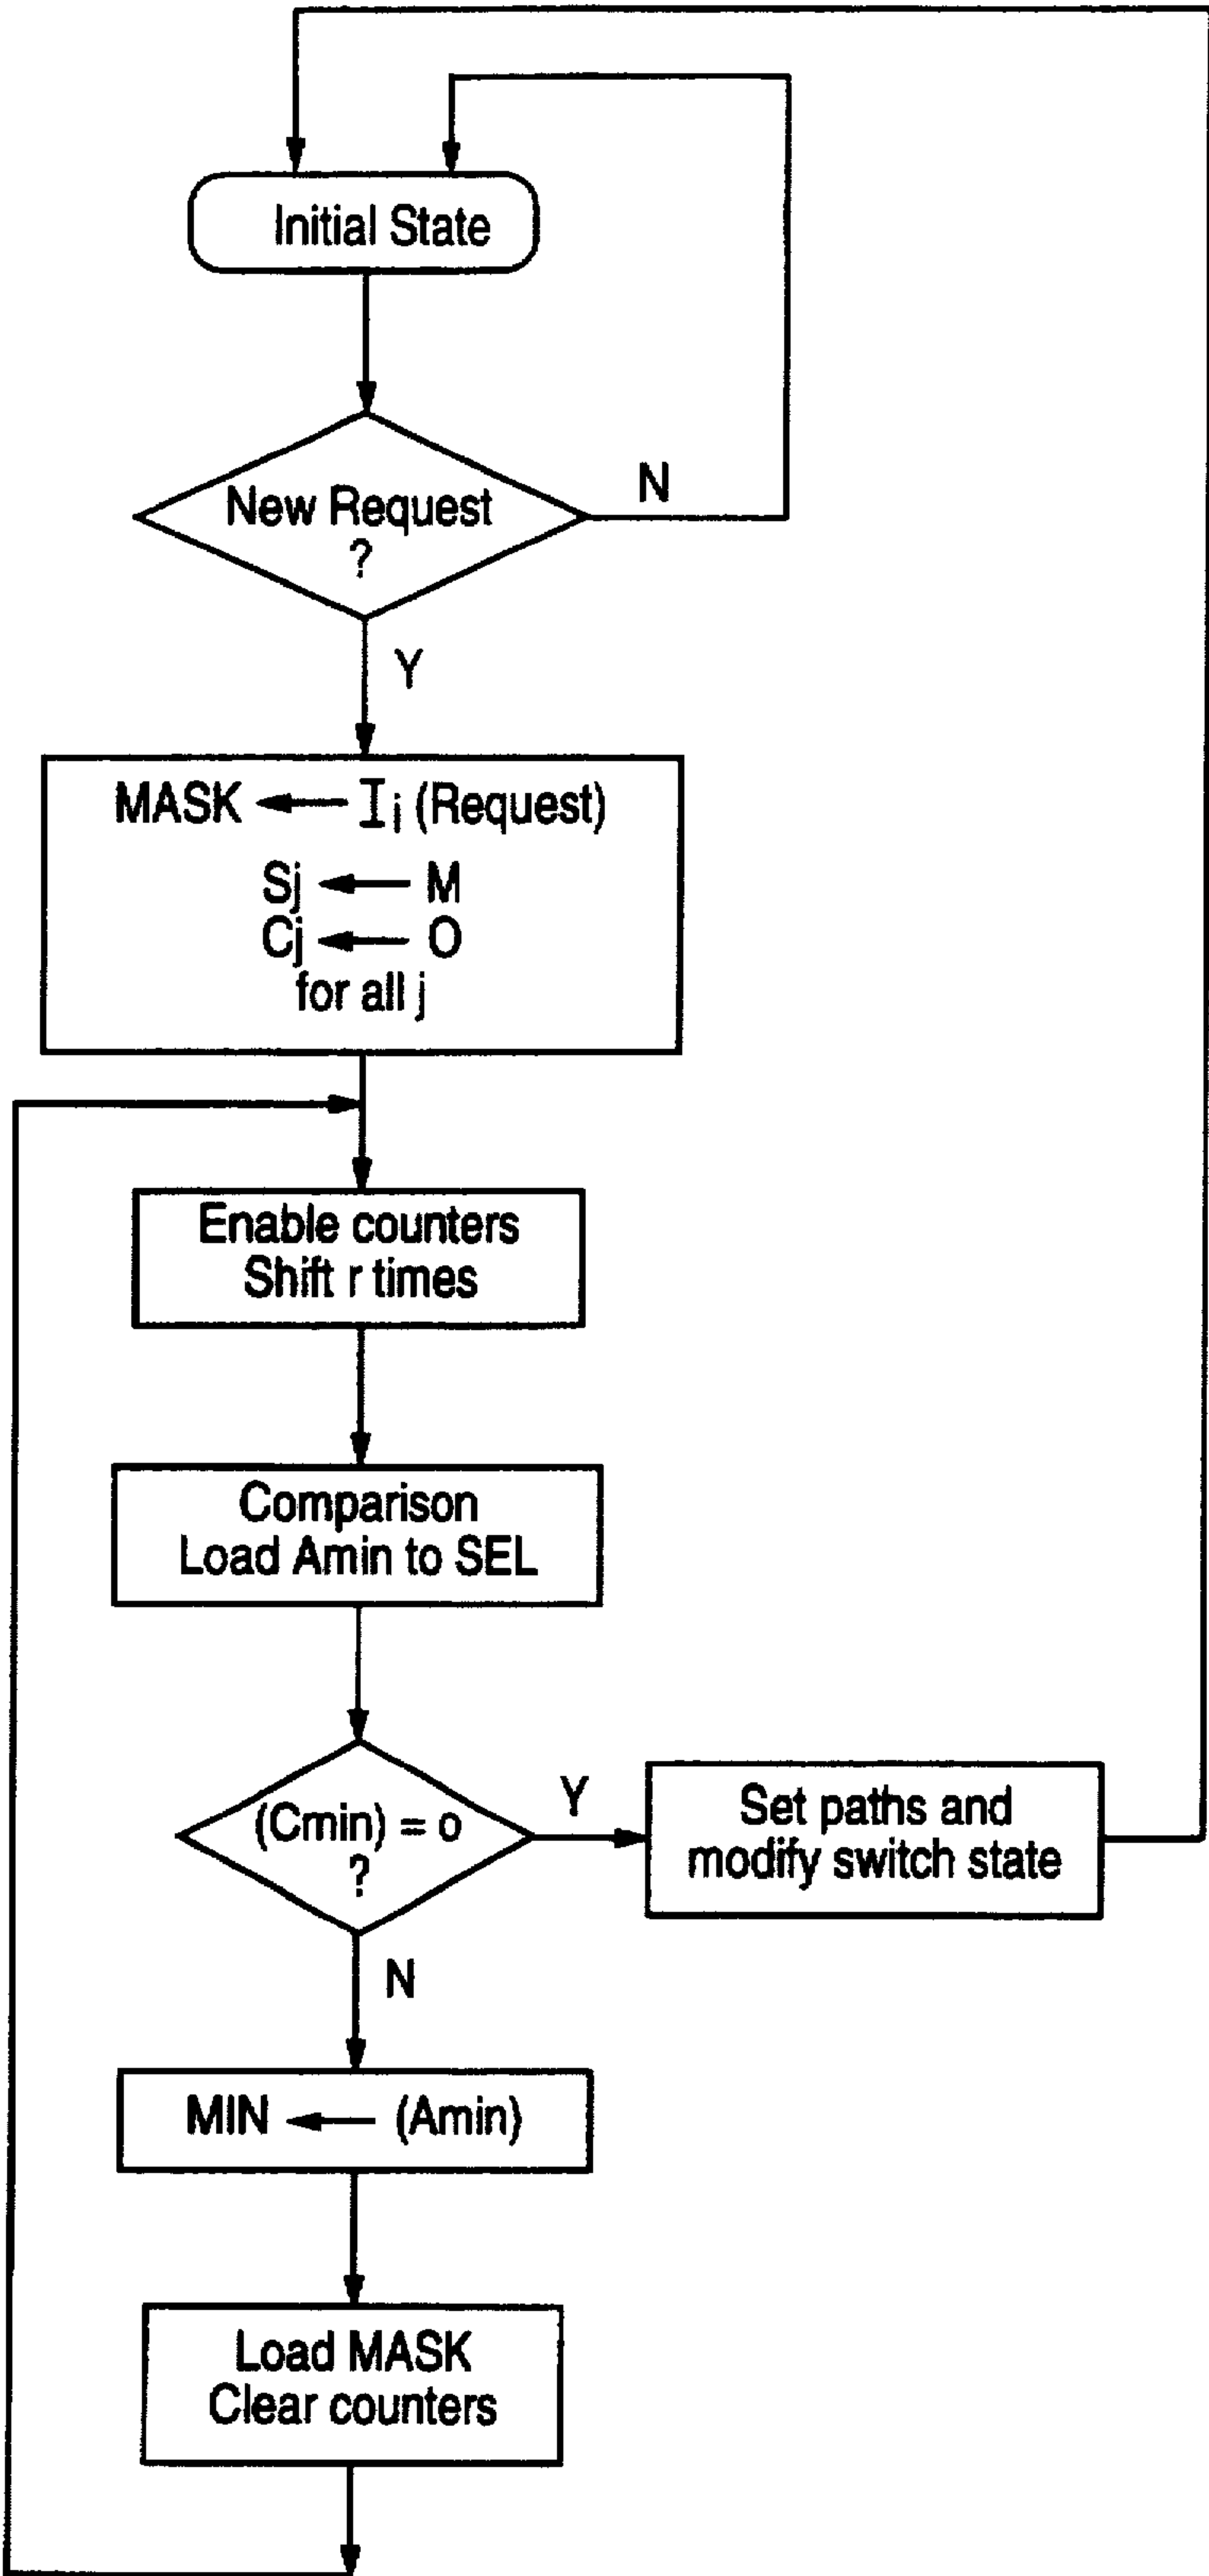 Initial State
New Request
?
N
Y
MASK ← Ii (Request)
Sj ← M
Cj ← O
for all j
Enable counters
Shift r times
Comparison
Load Amin to SEL
(Cmin) = o
?
Y
Set paths and
modify switch state
N
MIN ← (Amin)
Load MASK
Clear counters